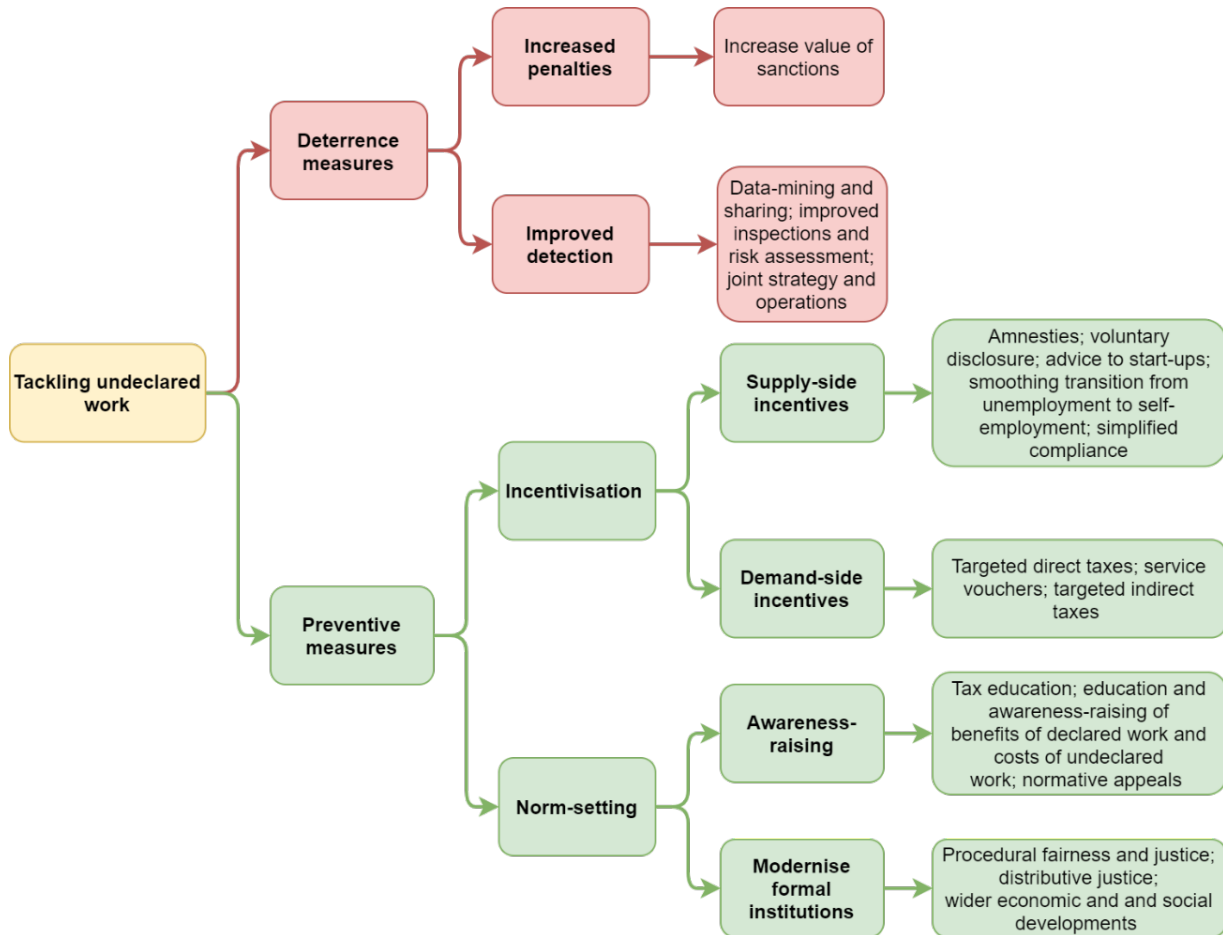 Increased
penalties
Increase value of
sanctions
Deterrence
measures
Improved
detection
Data-mining and
sharing; improved
inspections and
risk assessment;
joint strategy and
operations
Tackling undeclared
work
Supply-side
incentives
Amnesties; voluntary
disclosure; advice to start-ups;
smoothing transition from
unemployment to self-
employment; simplified
compliance
Incentivisation
Demand-side
incentives
Targeted direct taxes; service
vouchers; targeted indirect
taxes
Preventive
measures
Awareness-
raising
Tax education; education and
awareness-raising of
benefits of declared work and
costs of undeclared
work; normative appeals
Norm-setting
Modernise
formal
institutions
Procedural fairness and justice;
distributive justice;
wider economic and and social
developments